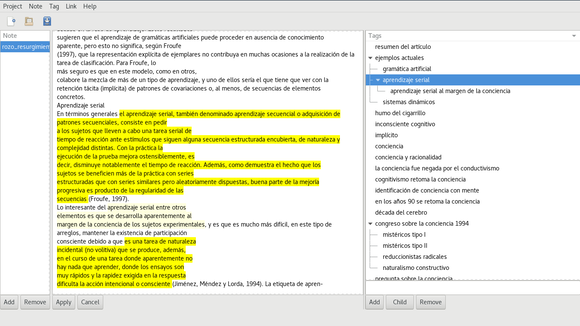 Project Note Tag Link Help
Note
rozo_resurgimien
sugieren que el aprendizaje de gramáticas artificiales puede proceder en ausencia de conocimiento
aparente, pero esto no significa, según Froufe
(1997), que la representación explícita de ejemplares no contribuya en muchas ocasiones a la realización de la
tarea de clasificación. Para Froufe, lo
más seguro es que en este modelo, como en otros,
colabore la mezcla de más de un tipo de aprendizaje, y uno de ellos sería el que tiene que ver con la
retención tácita (implícita) de patrones de covariaciones o, al menos, de secuencias de elementos
concretos.
Aprendizaje serial
En términos generales el aprendizaje serial, también denominado aprendizaje secuencial o adquisición de
patrones secuenciales, consiste en pedir
a los sujetos que lleven a cabo una tarea serial de
tiempo de reacción ante estímulos que siguen alguna secuencia estructurada encubierta, de naturaleza y
complejidad distintas. Con la práctica la
ejecución de la prueba mejora ostensiblemente, es
decir, disminuye notablemente el tiempo de reacción. Además, como demuestra el hecho que los
sujetos se beneficien más de la práctica con series
estructuradas que con series similares pero aleatoriamente dispuestas, buena parte de la mejoria
progresiva es producto de la regularidad de las
secuencias (Froufe, 1997).
Lo interesante del aprendizaje serial entre otros
elementos es que se desarrolla aparentemente al
margen de la conciencia de los sujetos experimentales, y es que es mucho más difícil, en este tipo de
arreglos, mantener la existencia de participación
consciente debido a que es una tarea de naturaleza
incidental (no volitiva) que se produce, además,
en el curso de una tarea donde aparentemente no
hay nada que aprender, donde los ensayos son
muy rápidos y la rapidez exigida en la respuesta
dificulta la acción intencional o consciente (Jiménez, Méndez y Lorda, 1994). La etiqueta de apren-
Tags
resumen del artículo
ejemplos actuales
gramática artificial
aprendizaje serial
aprendizaje serial al margen de la conciencia
sistemas dinámicos
humo del cigarrillo
inconsciente cognitivo
implícito
conciencia
conciencia y racionalidad
la conciencia fue negada por el conductivismo
cognitivismo retoma la conciencia
identificación de conciencia con mente
en los años 90 se retoma la conciencia
década del cerebro
congreso sobre la conciencia 1994
mistéricos tipo I
mistéricos tipo II
reduccionistas radicales
naturalismo constructivo
pregunta sobre la conciencia
Add Remove Apply Cancel Add Child Remove